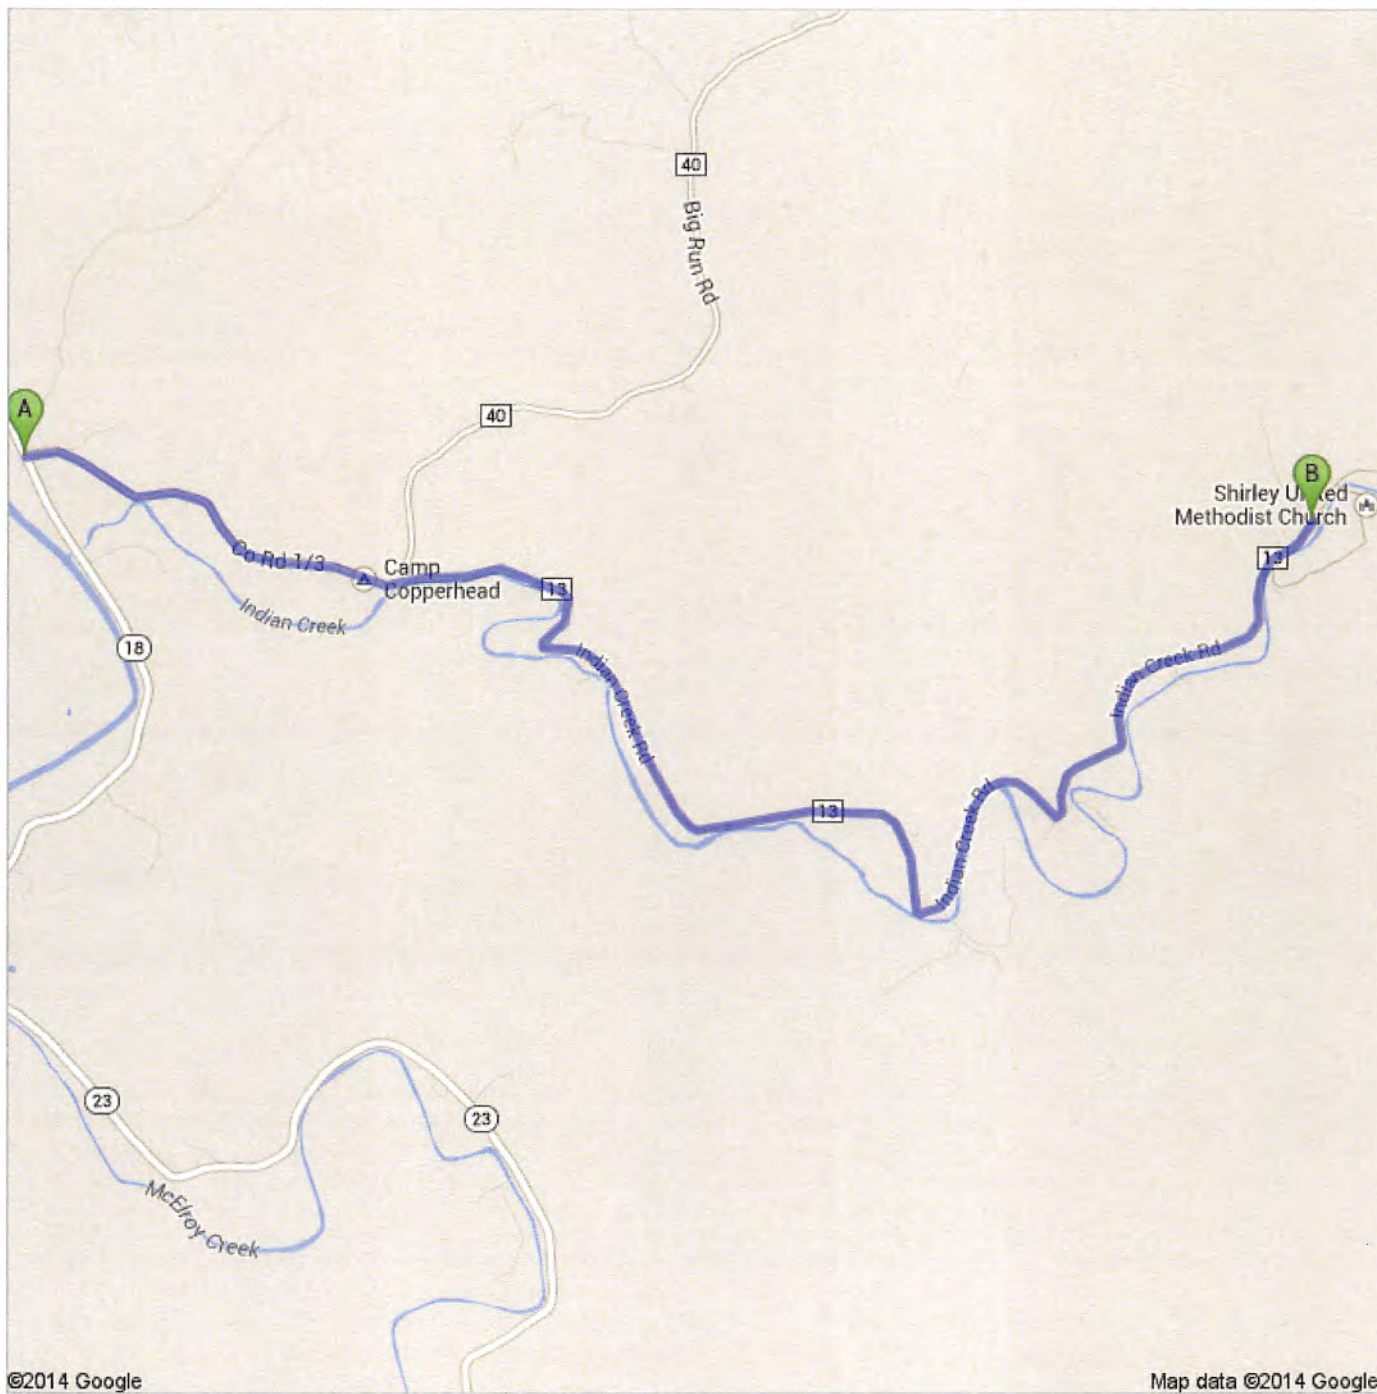 40
Big Run Rd
A
40
B
Shirley United
Methodist Church
Co Rd 1/3
Camp
Copperhead
13
13
Indian Creek
18
Indian Creek Rd
Indian Creek Rd
13
Indian Creek Rd
23
23
McElroy Creek
©2014 Google
Map data ©2014 Google